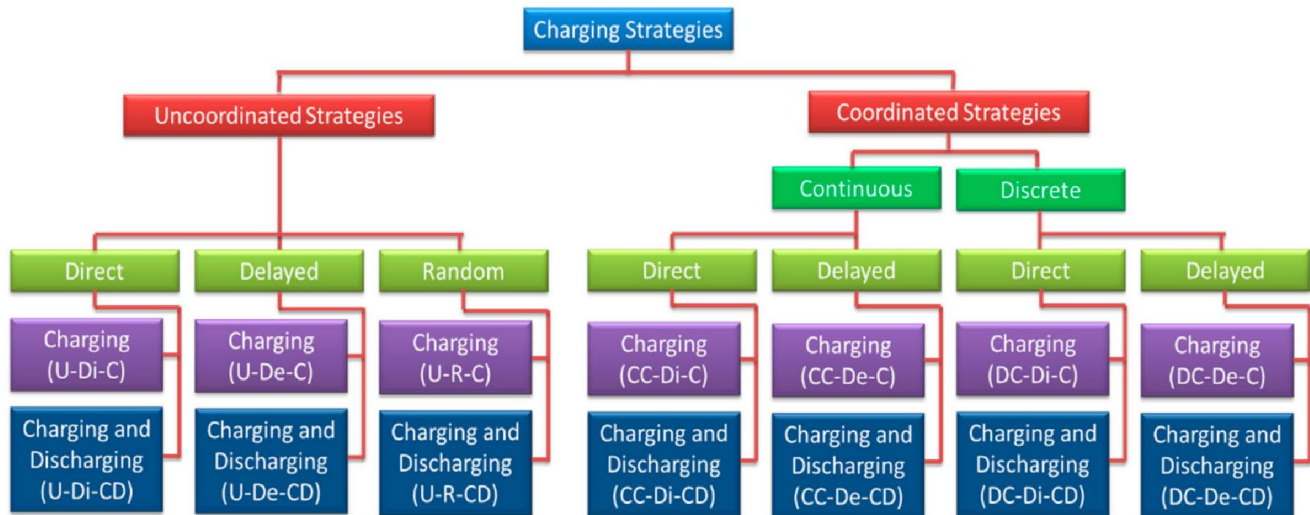 Charging Strategies
Uncoordinated Strategies
Coordinated Strategies
Continuous
Discrete
Direct
Delayed
Random
Direct
Delayed
Direct
Delayed
Charging
(U-Di-C)
Charging
(U-De-C)
Charging
(U-R-C)
Charging
(CC-Di-C)
Charging
(CC-De-C)
Charging
(DC-Di-C)
Charging
(DC-De-C)
Charging and
Discharging
(U-Di-CD)
Charging and
Discharging
(U-De-CD)
Charging and
Discharging
(U-R-CD)
Charging and
Discharging
(CC-Di-CD)
Charging and
Discharging
(CC-De-CD)
Charging and
Discharging
(DC-Di-CD)
Charging and
Discharging
(DC-De-CD)